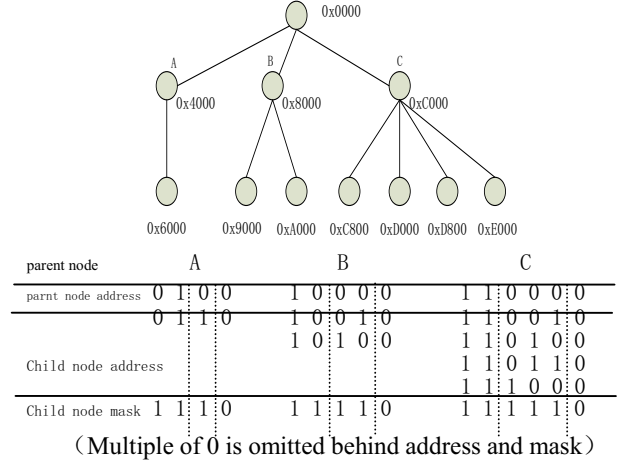 0x0000
A B C
0x4000 0x8000 0xC000
0x6000 0x9000 0xA000 0xC800 0xD000 0xD800 0xE000
parent node A B C
parnt node address 0 1 0 0 1 0 0 0 0 1 1 0 0 0 0
0 1 1 0 1 0 0 1 0 1 1 0 0 1 0
1 0 1 0 0 1 1 0 1 0 0
1 1 0 1 1 0
Child node address
1 1 1 0 0 0
Child node mask 1 1 1 0 1 1 1 1 0 1 1 1 1 1 0
(Multiple of 0 is omitted behind address and mask)